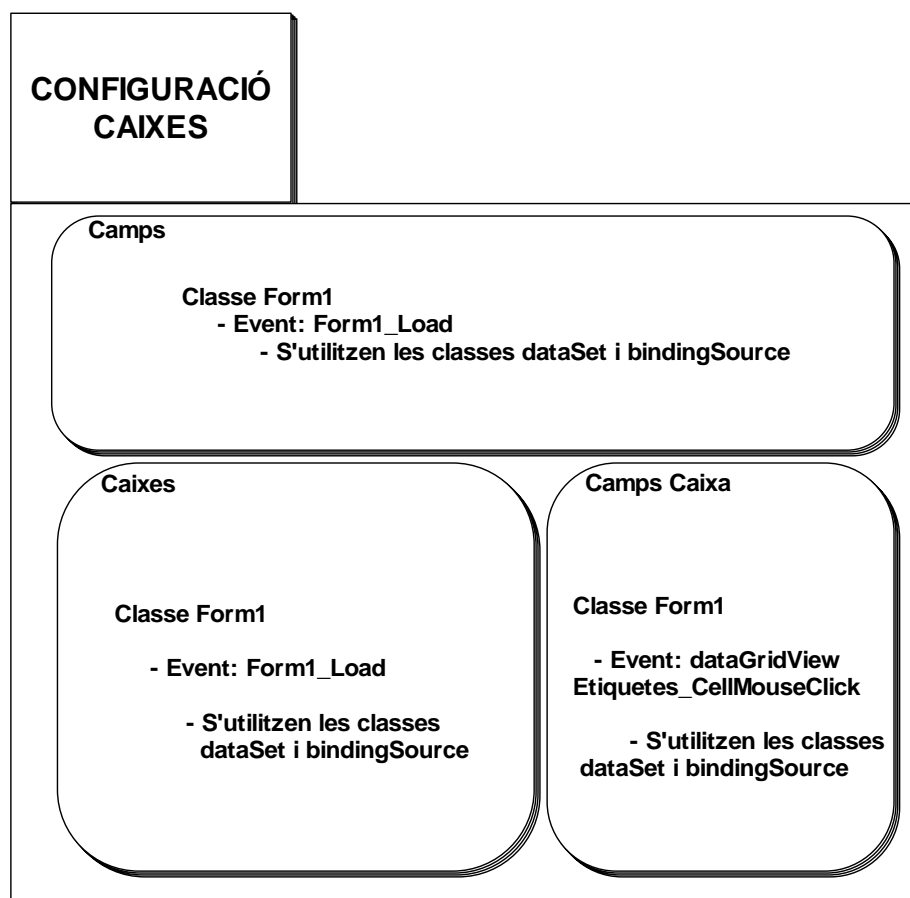 CONFIGURACIÓ
CAIXES
Camps
Classe Form1
- Event: Form1_Load
- S'utilitzen les classes dataSet i bindingSource
Caixes
Classe Form1
- Event: Form1_Load
- S'utilitzen les classes
dataSet i bindingSource
Camps Caixa
Classe Form1
- Event: dataGridView
Etiquetes_CellMouseClick
- S'utilitzen les classes
dataSet i bindingSource